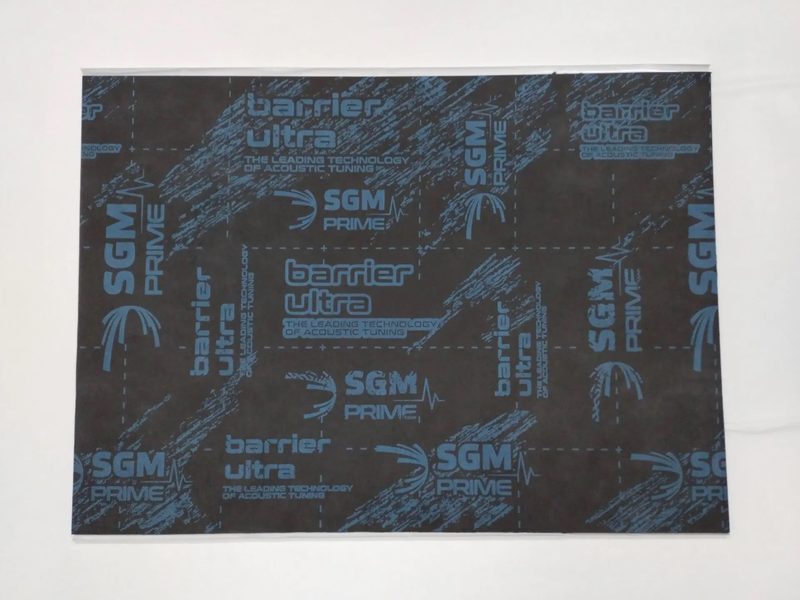 barrier
ultra
THE LEADING TECHNOLOGY
OF ACOUSTIC TUNING
SGM
PRIME
barrier
ultra
SGM
PRIME
SGM
PRIME
barrier
ultra
THE LEADING TECHNOLOGY
OF ACOUSTIC TUNING
barrier
ultra
THE LEADING TECHNOLOGY
OF ACOUSTIC TUNING
barrier
ultra
THE LEADING TECHNOLOGY
OF ACOUSTIC TUNING
SGM
PRIME
SGM
SGM
PRIME
SGM
PRIME
barrier
ultra
THE LEADING TECHNOLOGY
OF ACOUSTIC TUNING
SGM
PRIME